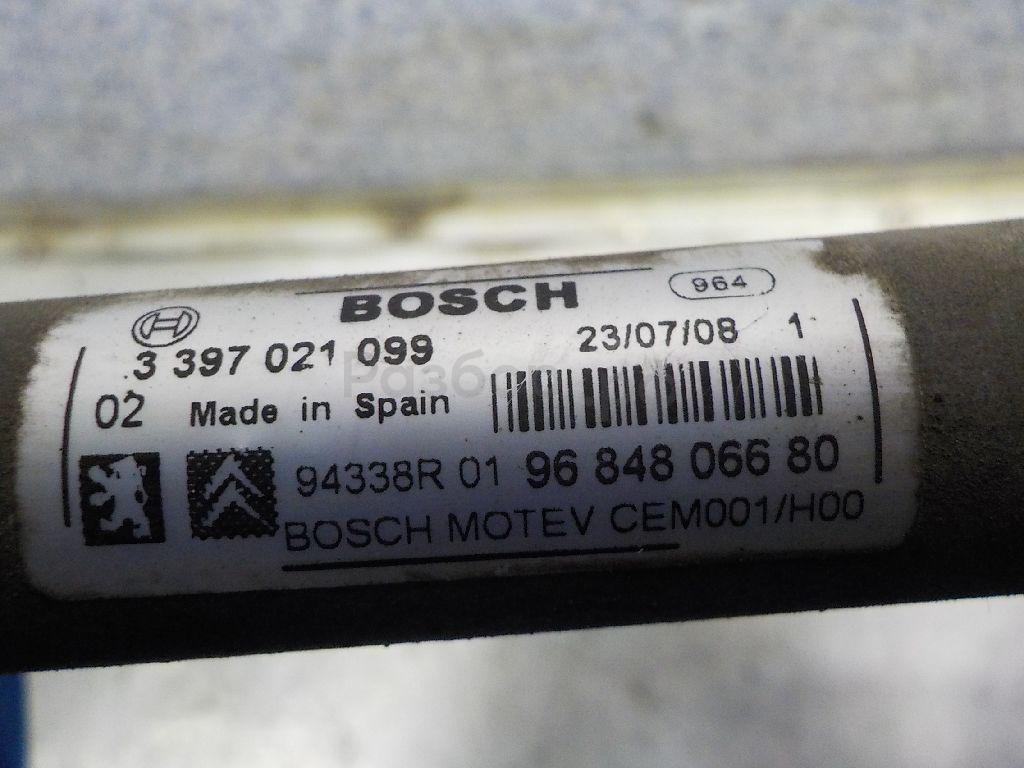 BOSCH 964
3 397 021 099 23/07/08 1
02 Made in Spain
94338R 01 96 848 066 80
BOSCH MOTEV CEM001/H00